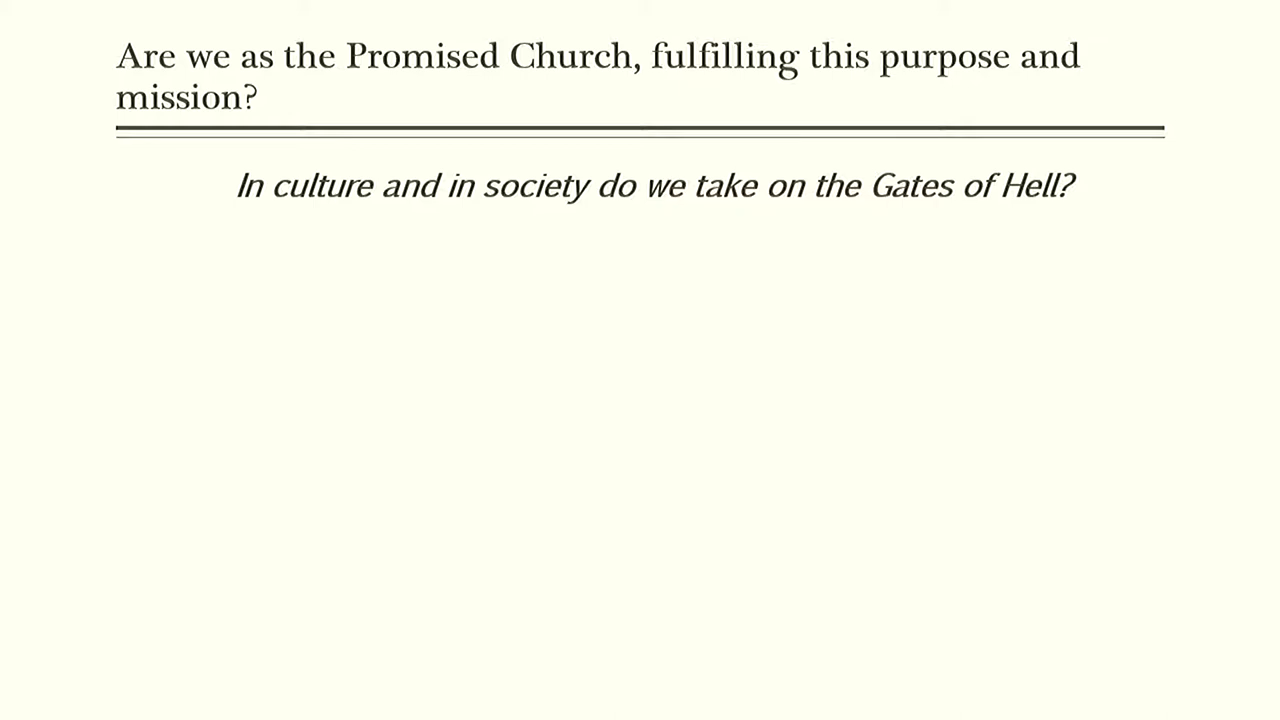 Are we as the Promised Church, fulfilling this purpose and
mission?
In culture and in society do we take on the Gates of Hell?